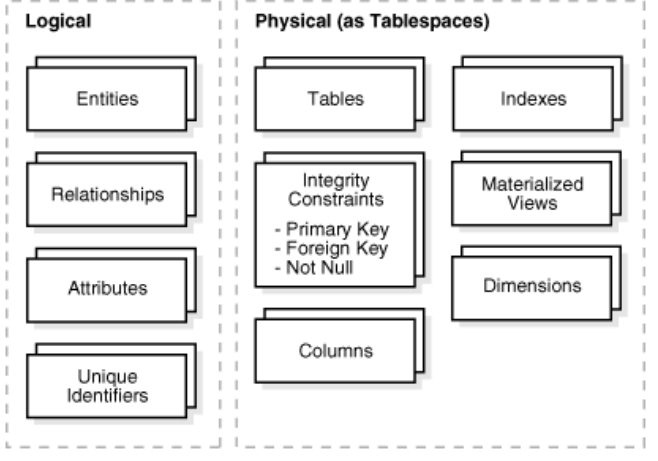 Logical
Entities
Relationships
Attributes
Unique
Identifiers
Physical (as Tablespaces)
Tables
Integrity
Constraints
- Primary Key
- Foreign Key
- Not Null
Columns
Indexes
Materialized
Views
Dimensions